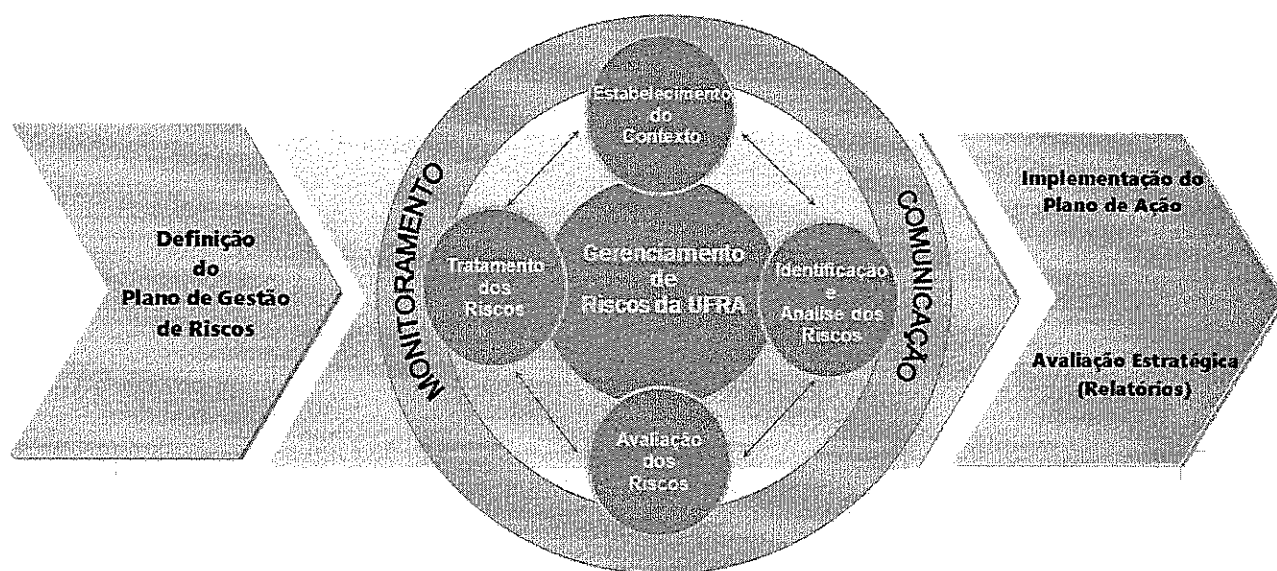 Definição
do
Plano de Gestão
de Riscos
MONITORAMENTO
Estabelecimento
do
Contexto
Tratamento
dos
Riscos
Gerenciamento
de
Riscos da UFRA
Identificação
e
Análise dos
Riscos
Avaliação
dos
Riscos
COMUNICAÇÃO
Implementação do
Plano de Ação
Avaliação Estratégica
(Relatórios)